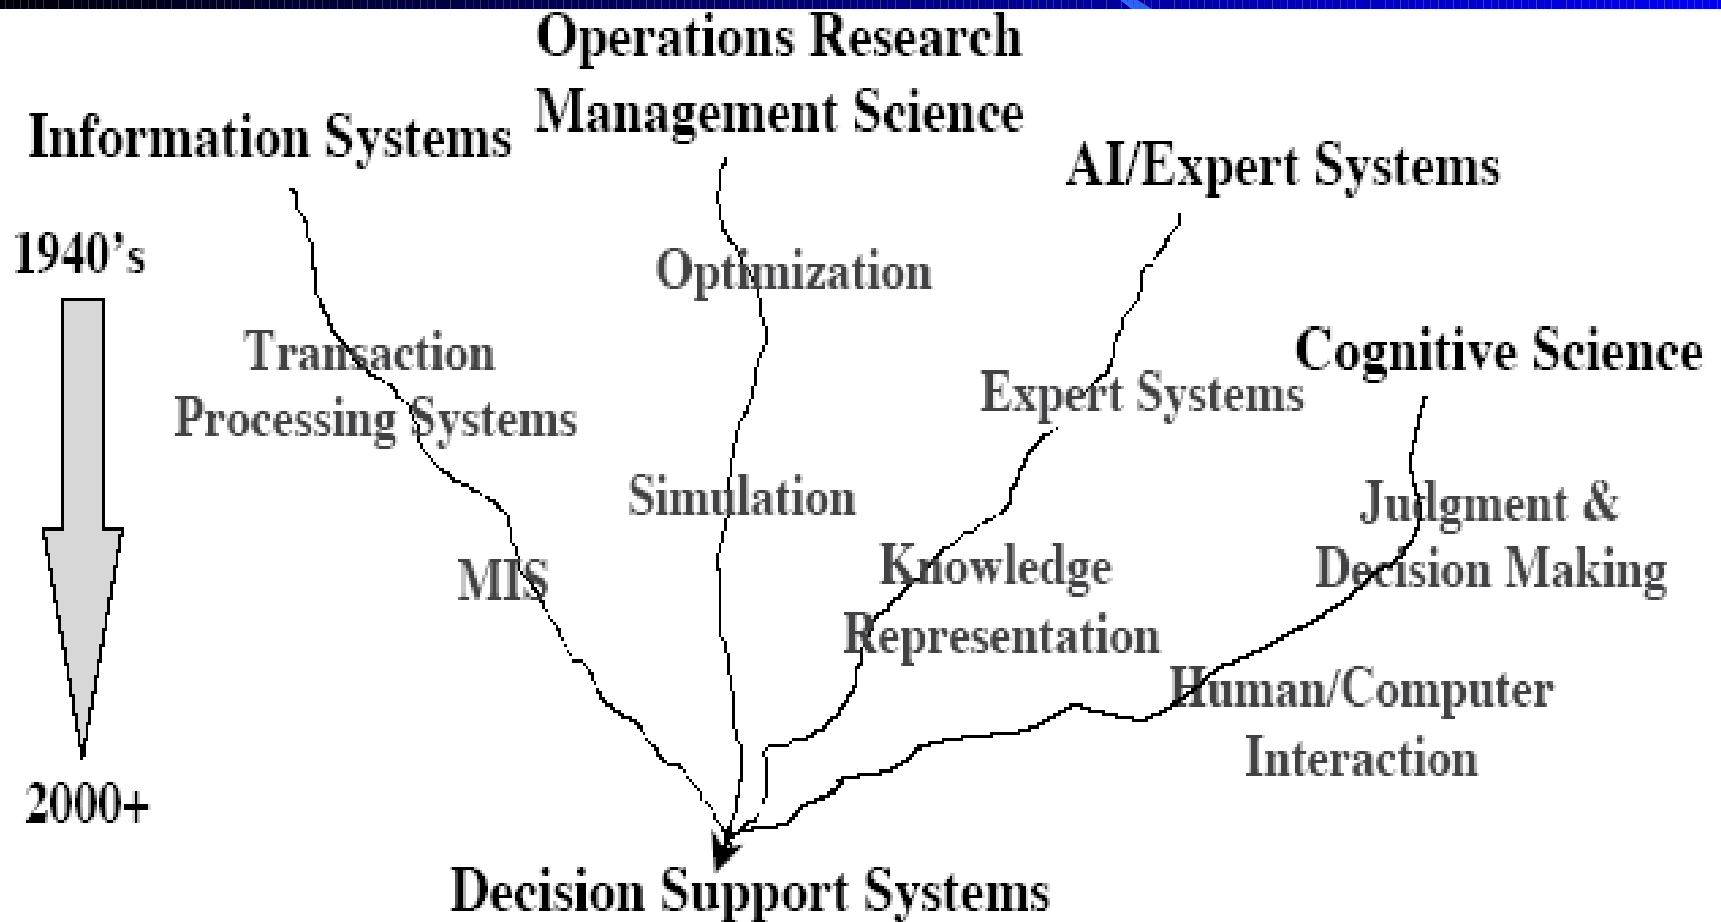 Operations Research
Management Science
Information Systems
AI/Expert Systems
1940's
Optimization
Transaction
Processing Systems
Cognitive Science
Expert Systems
Simulation
Judgment &
Decision Making
MIS
Knowledge
Representation
Human/Computer
Interaction
2000+
Decision Support Systems